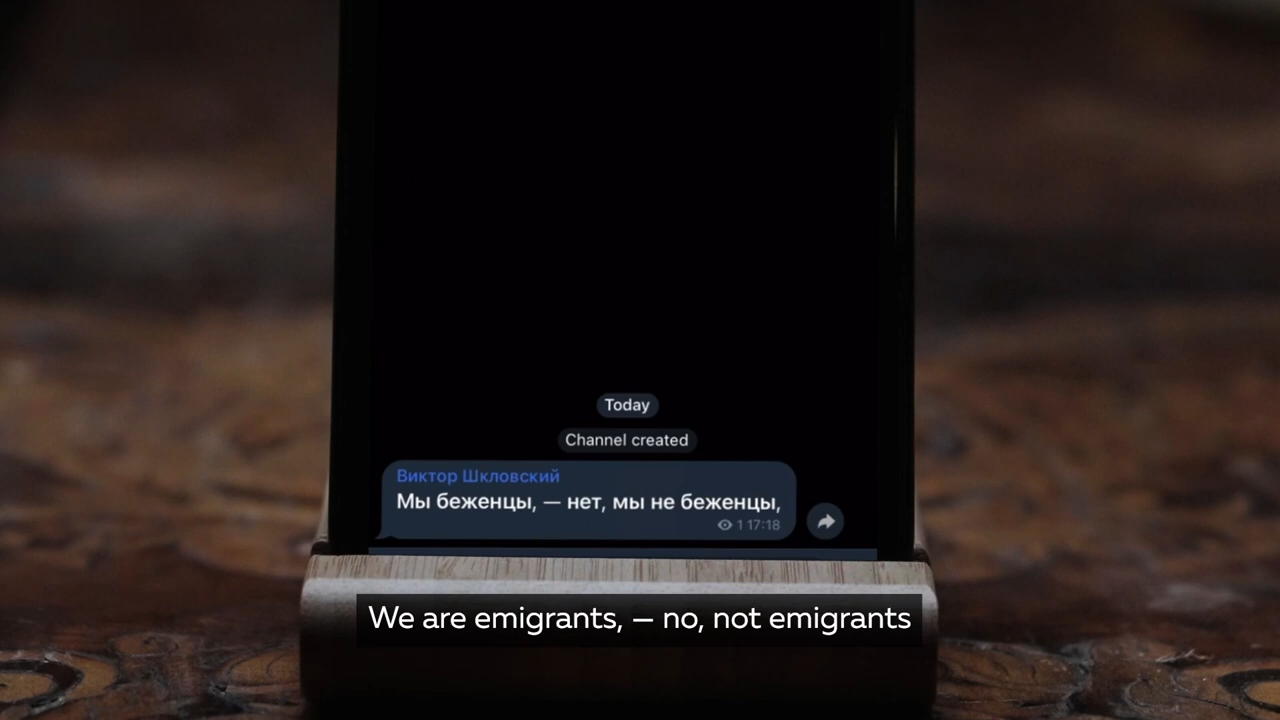 Today
Channel created
Виктор Шкловский
Мы беженцы, — нет, мы не беженцы,
1 17:18
We are emigrants, — no, not emigrants